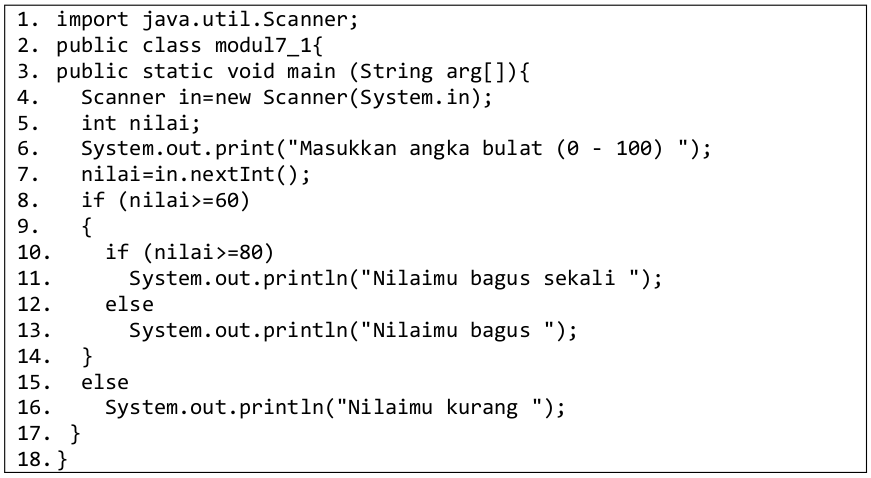 1. import java.util.Scanner;
2. public class modul7_1{
3. public static void main (String arg[]){
4.   Scanner in=new Scanner(System.in);
5.   int nilai;
6.   System.out.print("Masukkan angka bulat (0 - 100) ");
7.   nilai=in.nextInt();
8.   if (nilai>=60)
9.   {
10.    if (nilai>=80)
11.      System.out.println("Nilaimu bagus sekali ");
12.    else
13.      System.out.println("Nilaimu bagus ");
14.  }
15.  else
16.    System.out.println("Nilaimu kurang ");
17. }
18.}